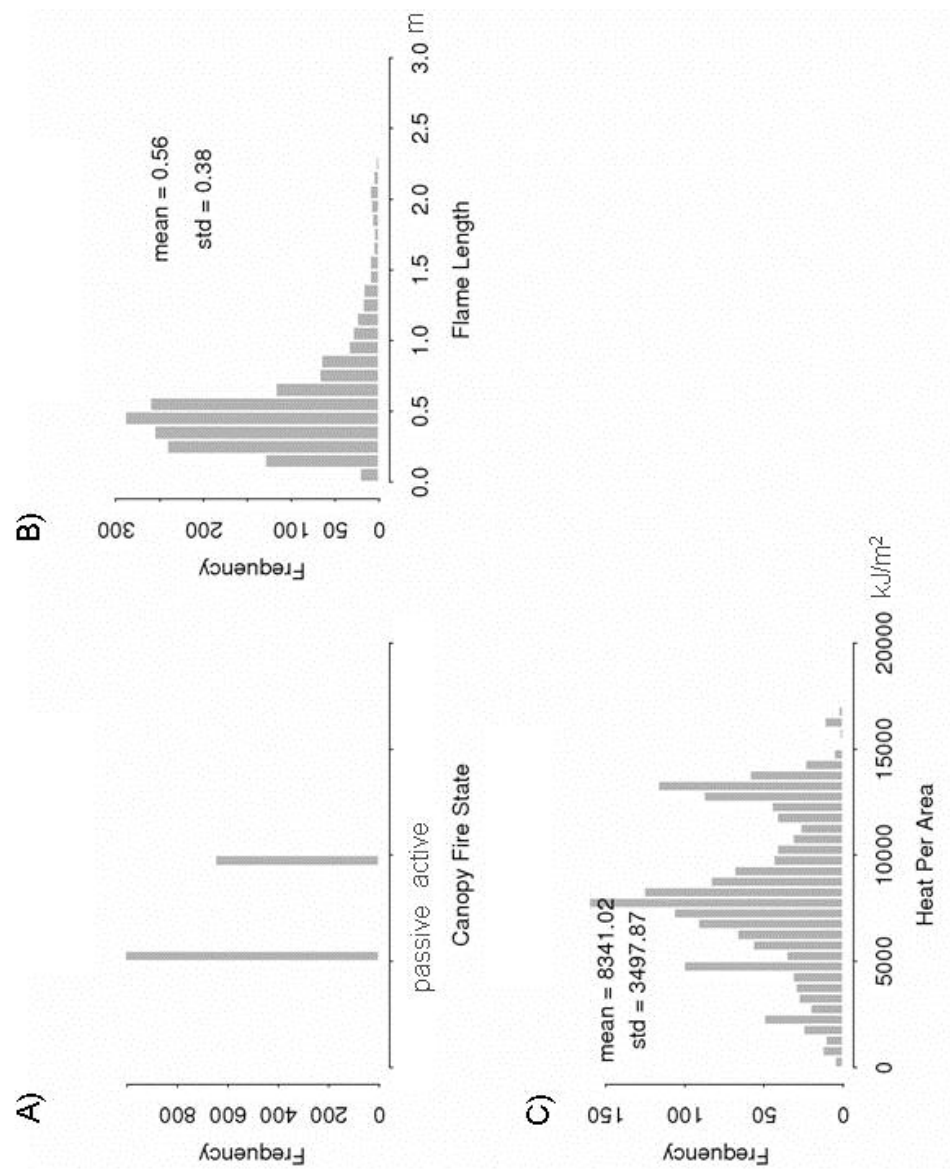 A)
Frequency
0 200 400 600 800
passive active
Canopy Fire State
B)
Frequency
0 50 100 200 300
mean = 0.56
std = 0.38
0.0 0.5 1.0 1.5 2.0 2.5 3.0 m
Flame Length
C)
Frequency
0 50 100 150
mean = 8341.02
std = 3497.87
0 5000 10000 15000 20000 kJ/m²
Heat Per Area